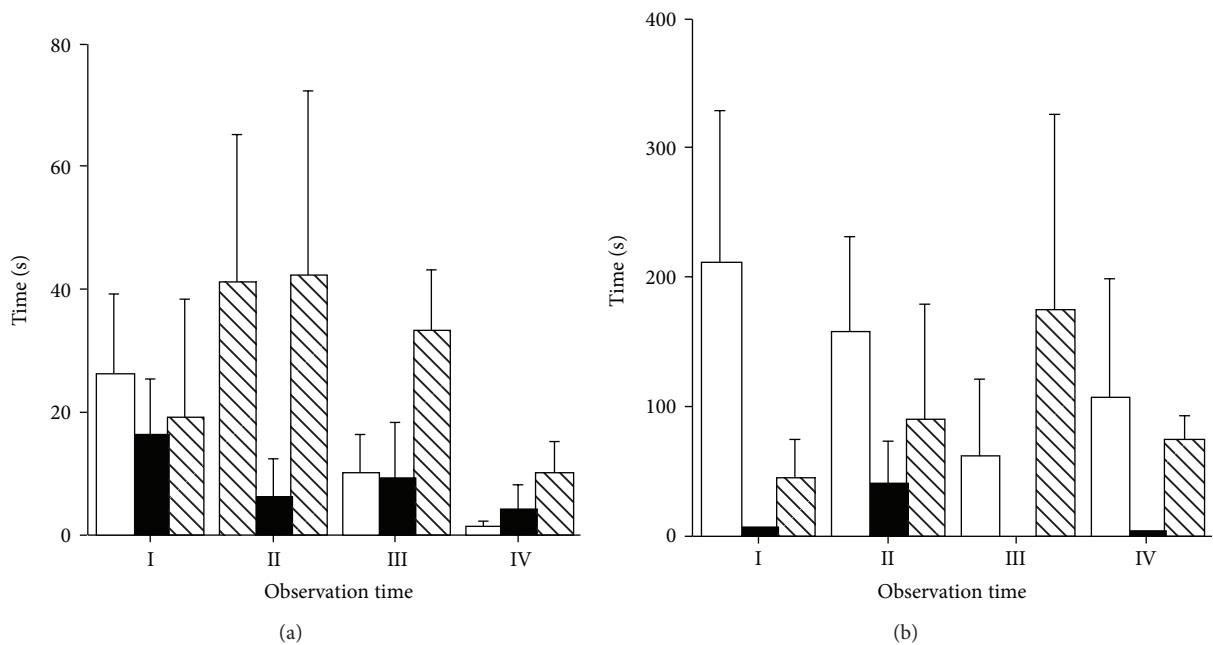 80
60
40
20
0
Time (s)
I II III IV
Observation time
(a)
400
300
200
100
0
Time (s)
I II III IV
Observation time
(b)